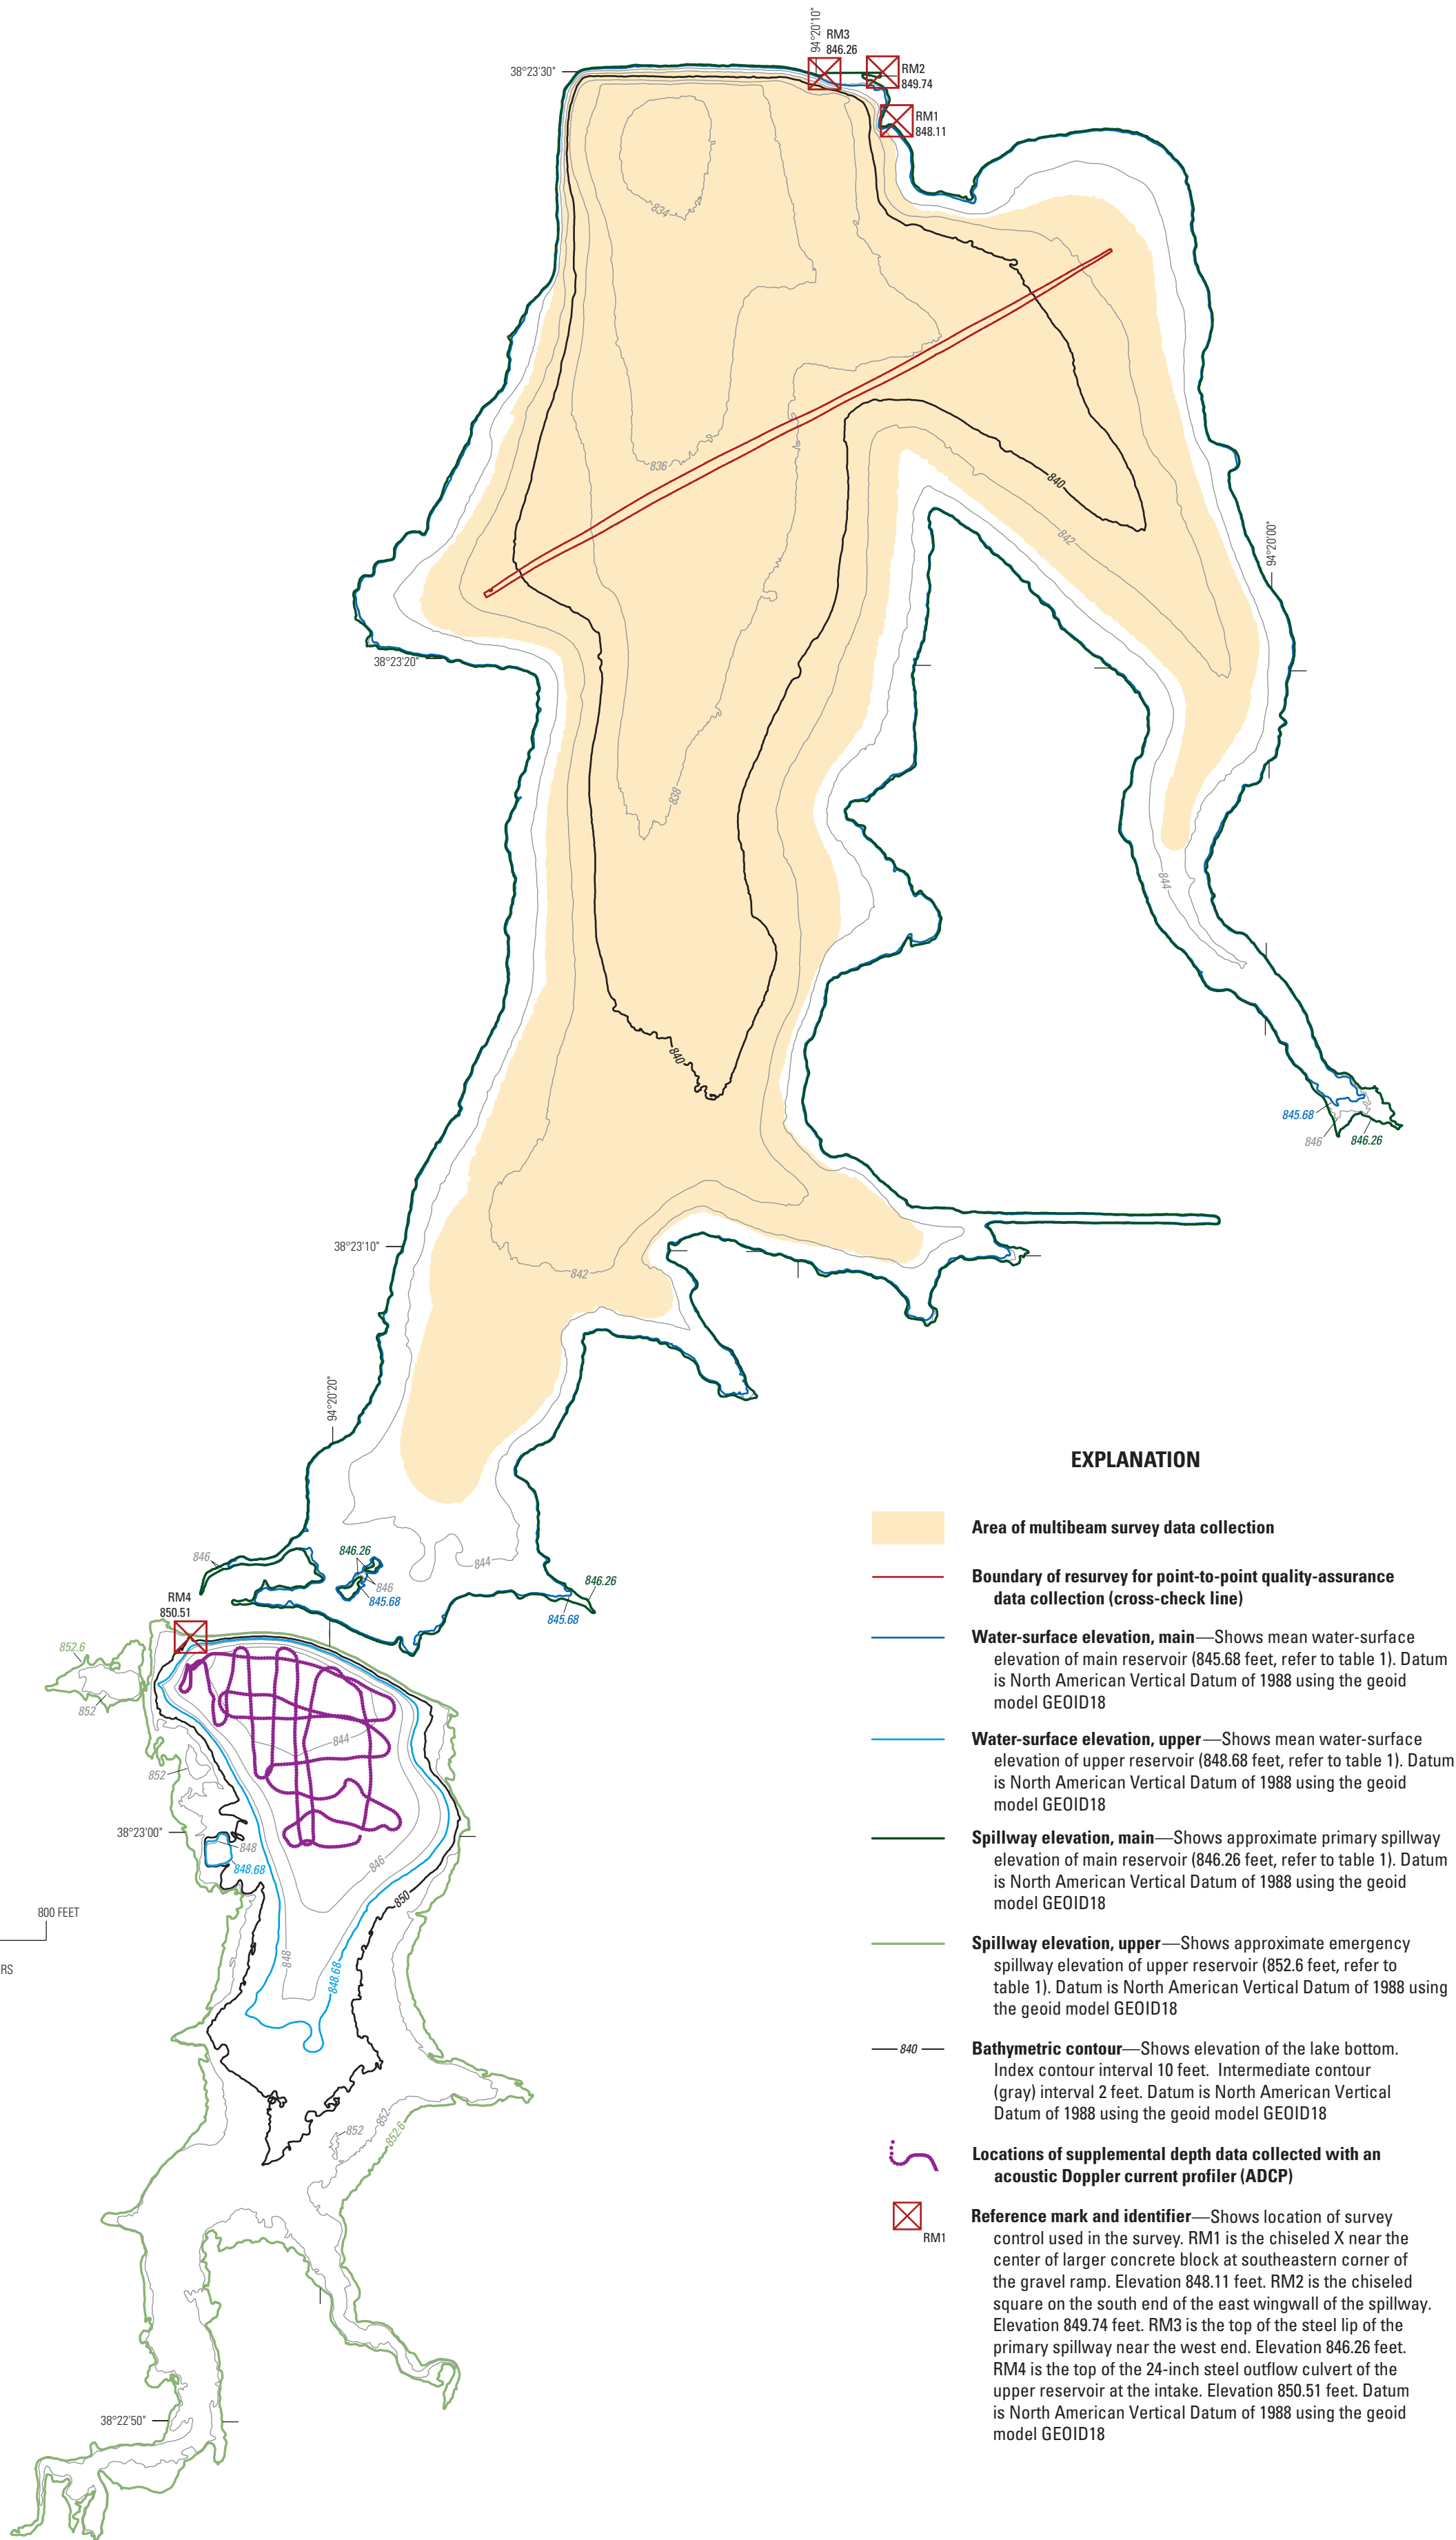 94°20'10"
RM3
846.26
38°23'30"
RM2
849.74
RM1
848.11
834
836
840
842
94°20'00"
38°23'20"
838
844
840
845.68
846
846.26
38°23'10"
842
94°20'20"
846
846.26
846
845.68
844
846.26
845.68
RM4
850.51
852.6
852
844
852
38°23'00"
848
848.68
846
850
800 FEET
RS
848
848.68
852
852
852.6
38°22'50"
EXPLANATION
Area of multibeam survey data collection
Boundary of resurvey for point-to-point quality-assurance
data collection (cross-check line)
Water-surface elevation, main—Shows mean water-surface
elevation of main reservoir (845.68 feet, refer to table 1). Datum
is North American Vertical Datum of 1988 using the geoid
model GEOID18
Water-surface elevation, upper—Shows mean water-surface
elevation of upper reservoir (848.68 feet, refer to table 1). Datum
is North American Vertical Datum of 1988 using the geoid
model GEOID18
Spillway elevation, main—Shows approximate primary spillway
elevation of main reservoir (846.26 feet, refer to table 1). Datum
is North American Vertical Datum of 1988 using the geoid
model GEOID18
Spillway elevation, upper—Shows approximate emergency
spillway elevation of upper reservoir (852.6 feet, refer to
table 1). Datum is North American Vertical Datum of 1988 using
the geoid model GEOID18
840
Bathymetric contour—Shows elevation of the lake bottom.
Index contour interval 10 feet. Intermediate contour
(gray) interval 2 feet. Datum is North American Vertical
Datum of 1988 using the geoid model GEOID18
Locations of supplemental depth data collected with an
acoustic Doppler current profiler (ADCP)
RM1
Reference mark and identifier—Shows location of survey
control used in the survey. RM1 is the chiseled X near the
center of larger concrete block at southeastern corner of
the gravel ramp. Elevation 848.11 feet. RM2 is the chiseled
square on the south end of the east wingwall of the spillway.
Elevation 849.74 feet. RM3 is the top of the steel lip of the
primary spillway near the west end. Elevation 846.26 feet.
RM4 is the top of the 24-inch steel outflow culvert of the
upper reservoir at the intake. Elevation 850.51 feet. Datum
is North American Vertical Datum of 1988 using the geoid
model GEOID18